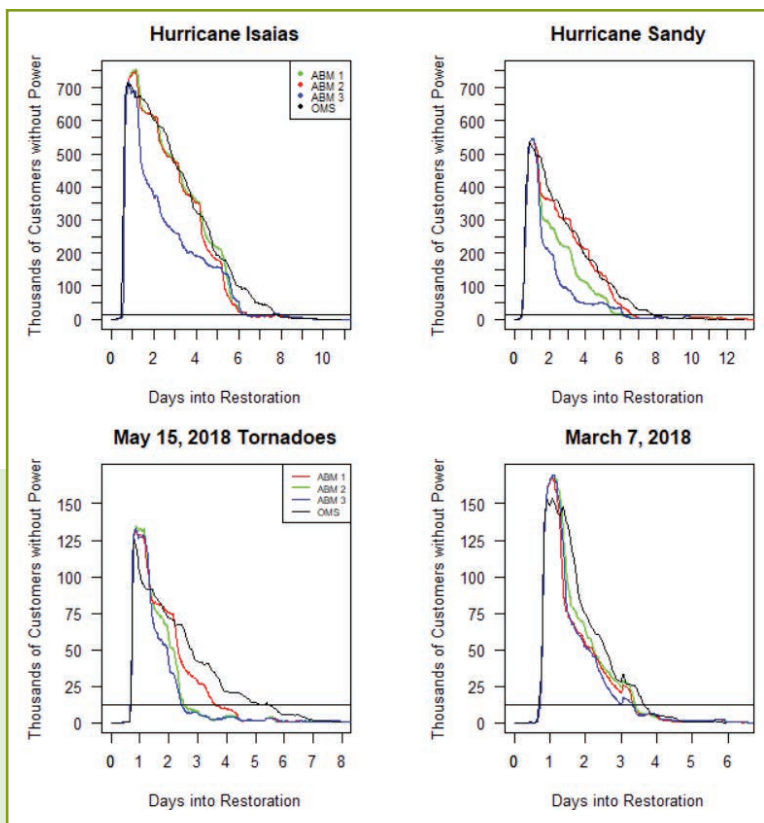 Hurricane Isaias
Thousands of Customers without Power
700
600
500
400
300
200
100
0
0 2 4 6 8 10
Days into Restoration
ABM 1
ABM 2
ABM 3
OMS
Hurricane Sandy
Thousands of Customers without Power
700
600
500
400
300
200
100
0
0 2 4 6 8 10 12
Days into Restoration
May 15, 2018 Tornadoes
Thousands of Customers without Power
150
125
100
75
50
25
0
0 1 2 3 4 5 6 7 8
Days into Restoration
ABM 1
ABM 2
ABM 3
OMS
March 7, 2018
Thousands of Customers without Power
150
125
100
75
50
25
0
0 1 2 3 4 6
Days into Restoration